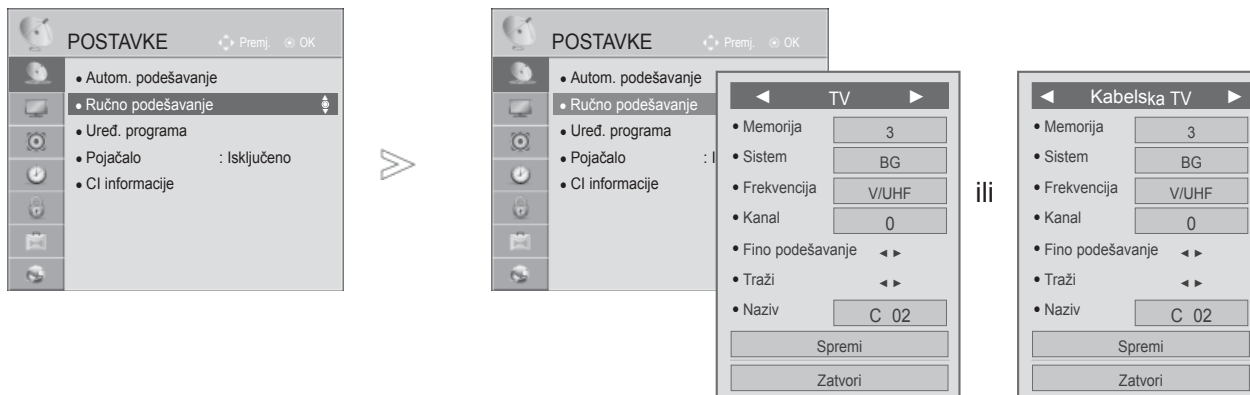 POSTAVKE Premj. OK
• Autom. podešavanje
• Ručno podešavanje
• Uređ. programa
• Pojačalo : Isključeno
• CI informacije
POSTAVKE Premj. OK
• Autom. podešavanje
• Ručno podešavanje
• Uređ. programa
• Pojačalo : I
• CI informacije
◄ TV ►
• Memorija 3
• Sistem BG
• Frekvencija V/UHF
• Kanal 0
• Fino podešavanje ◄ ►
• Traži ◄ ►
• Naziv C 02
Spremi
Zatvori
ili
◄ Kabelska TV ►
• Memorija 3
• Sistem BG
• Frekvencija V/UHF
• Kanal 0
• Fino podešavanje ◄ ►
• Traži ◄ ►
• Naziv C 02
Spremi
Zatvori